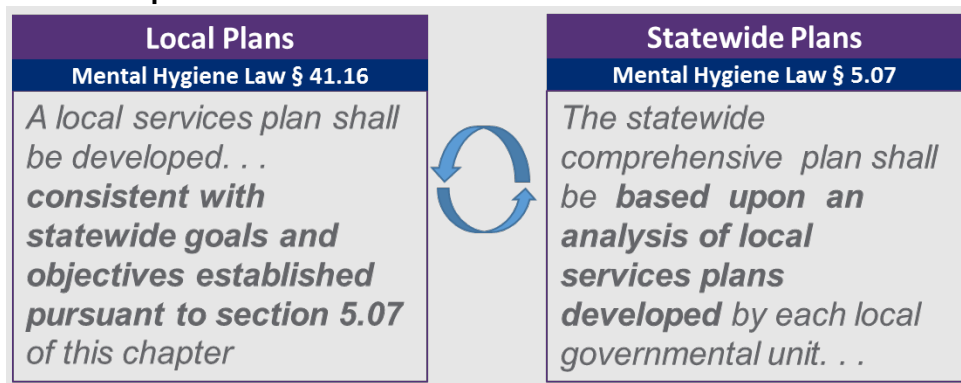 Local Plans
Mental Hygiene Law § 41.16
A local services plan shall
be developed. . .
consistent with
statewide goals and
objectives established
pursuant to section 5.07
of this chapter
Statewide Plans
Mental Hygiene Law § 5.07
The statewide
comprehensive plan shall
be based upon an
analysis of local
services plans
developed by each local
governmental unit. . .